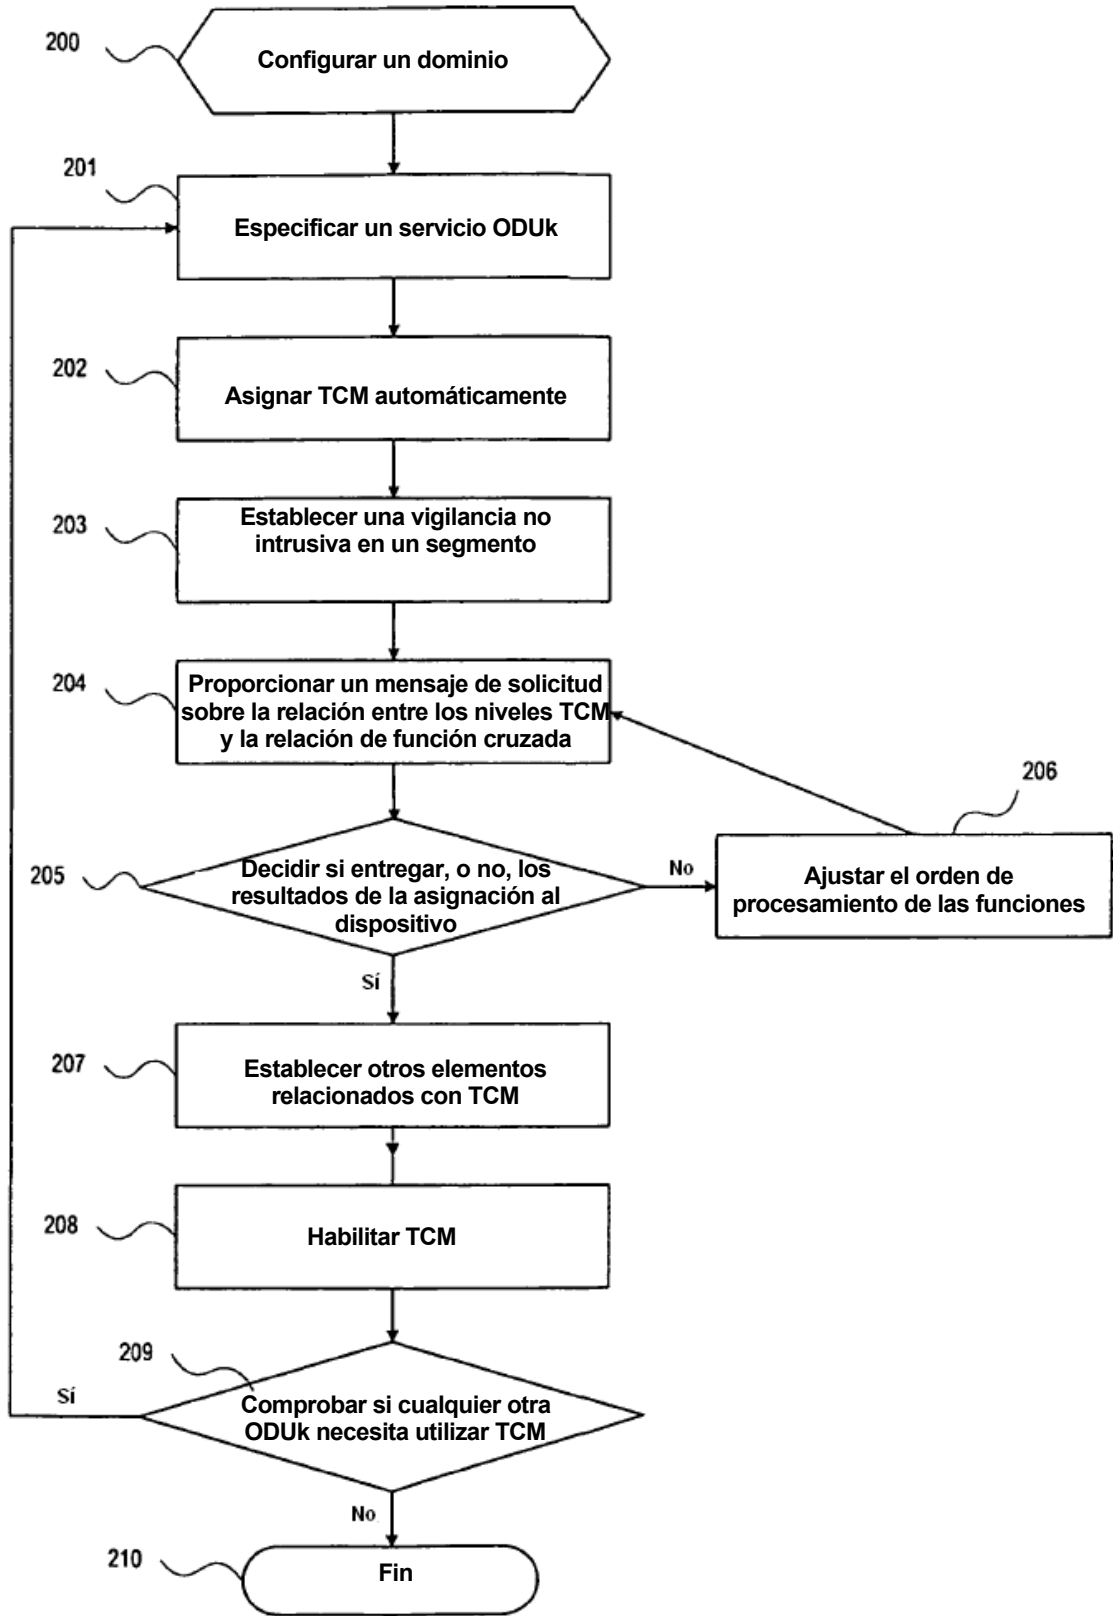 200
Configurar un dominio
201
Especificar un servicio ODUk
202
Asignar TCM automáticamente
203
Establecer una vigilancia no
intrusiva en un segmento
204
Proporcionar un mensaje de solicitud
sobre la relación entre los niveles TCM
y la relación de función cruzada
206
205
Decidir si entregar, o no, los
resultados de la asignación al
dispositivo
No
Ajustar el orden de
procesamiento de las funciones
Sí
207
Establecer otros elementos
relacionados con TCM
208
Habilitar TCM
209
Sí
Comprobar si cualquier otra
ODUk necesita utilizar TCM
No
210
Fin